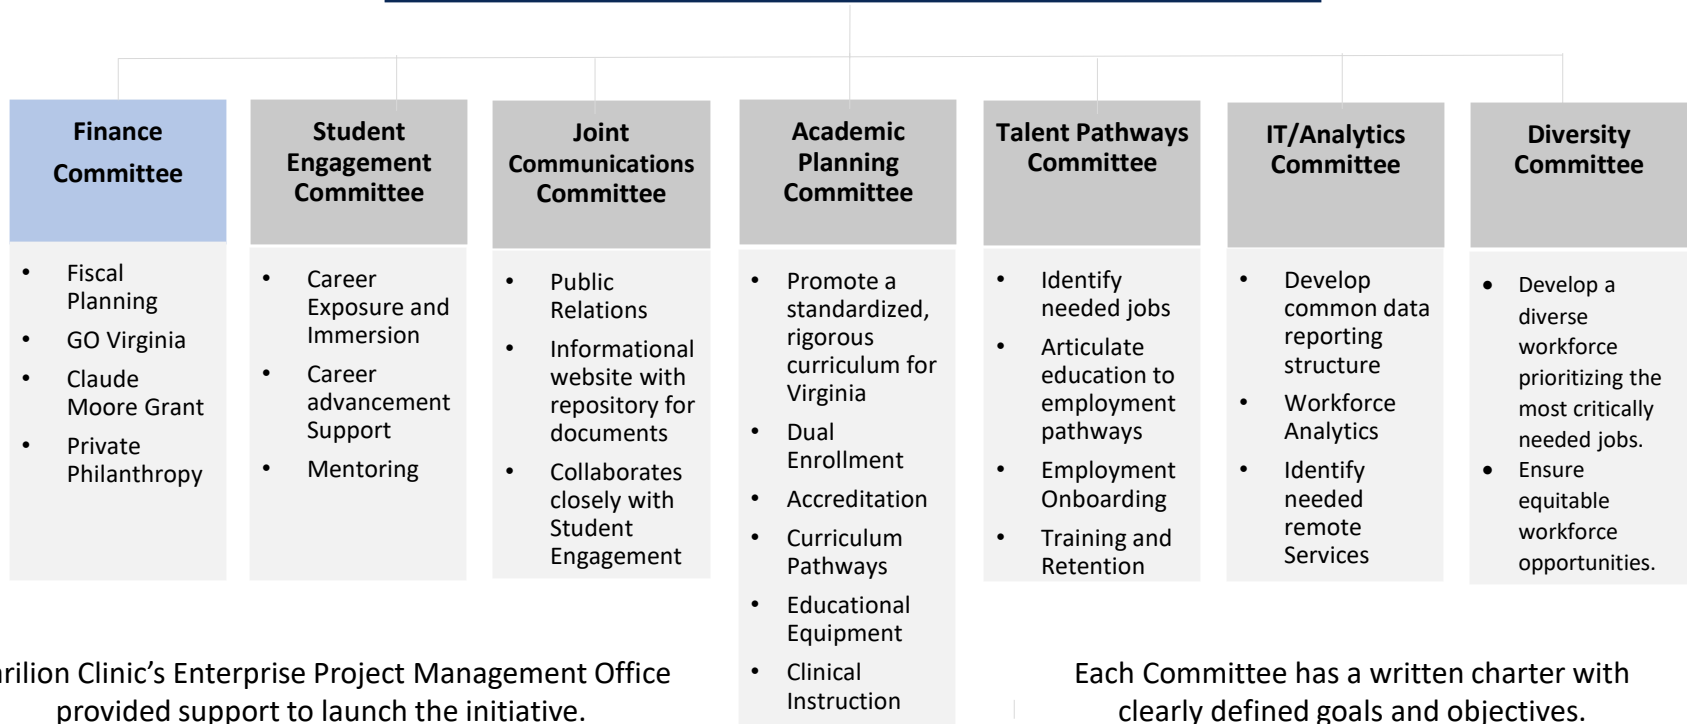 Finance
Committee
• Fiscal
Planning
• GO Virginia
• Claude
Moore Grant
• Private
Philanthropy
Student
Engagement
Committee
• Career
Exposure and
Immersion
• Career
advancement
Support
• Mentoring
Joint
Communications
Committee
• Public
Relations
• Informational
website with
repository for
documents
• Collaborates
closely with
Student
Engagement
Academic
Planning
Committee
• Promote a
standardized,
rigorous
curriculum for
Virginia
• Dual
Enrollment
• Accreditation
• Curriculum
Pathways
• Educational
Equipment
• Clinical
Instruction
Talent Pathways
Committee
• Identify
needed jobs
• Articulate
education to
employment
pathways
• Employment
Onboarding
• Training and
Retention
IT/Analytics
Committee
• Develop
common data
reporting
structure
• Workforce
Analytics
• Identify
needed
remote
Services
Diversity
Committee
• Develop a
diverse
workforce
prioritizing the
most critically
needed jobs.
• Ensure
equitable
workforce
opportunities.
rilion Clinic’s Enterprise Project Management Office
provided support to launch the initiative.
Each Committee has a written charter with
clearly defined goals and objectives.